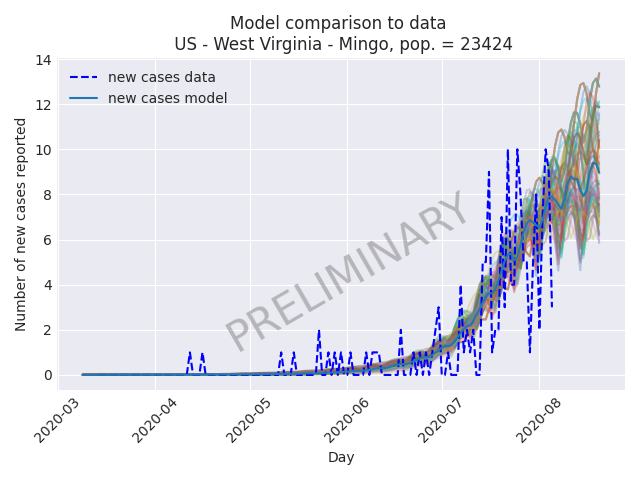 Model comparison to data
US - West Virginia - Mingo, pop. = 23424
new cases data
new cases model
Number of new cases reported
14
12
10
8
6
4
2
0
PRELIMINARY
2020-03
2020-04
2020-05
2020-06
2020-07
2020-08
Day